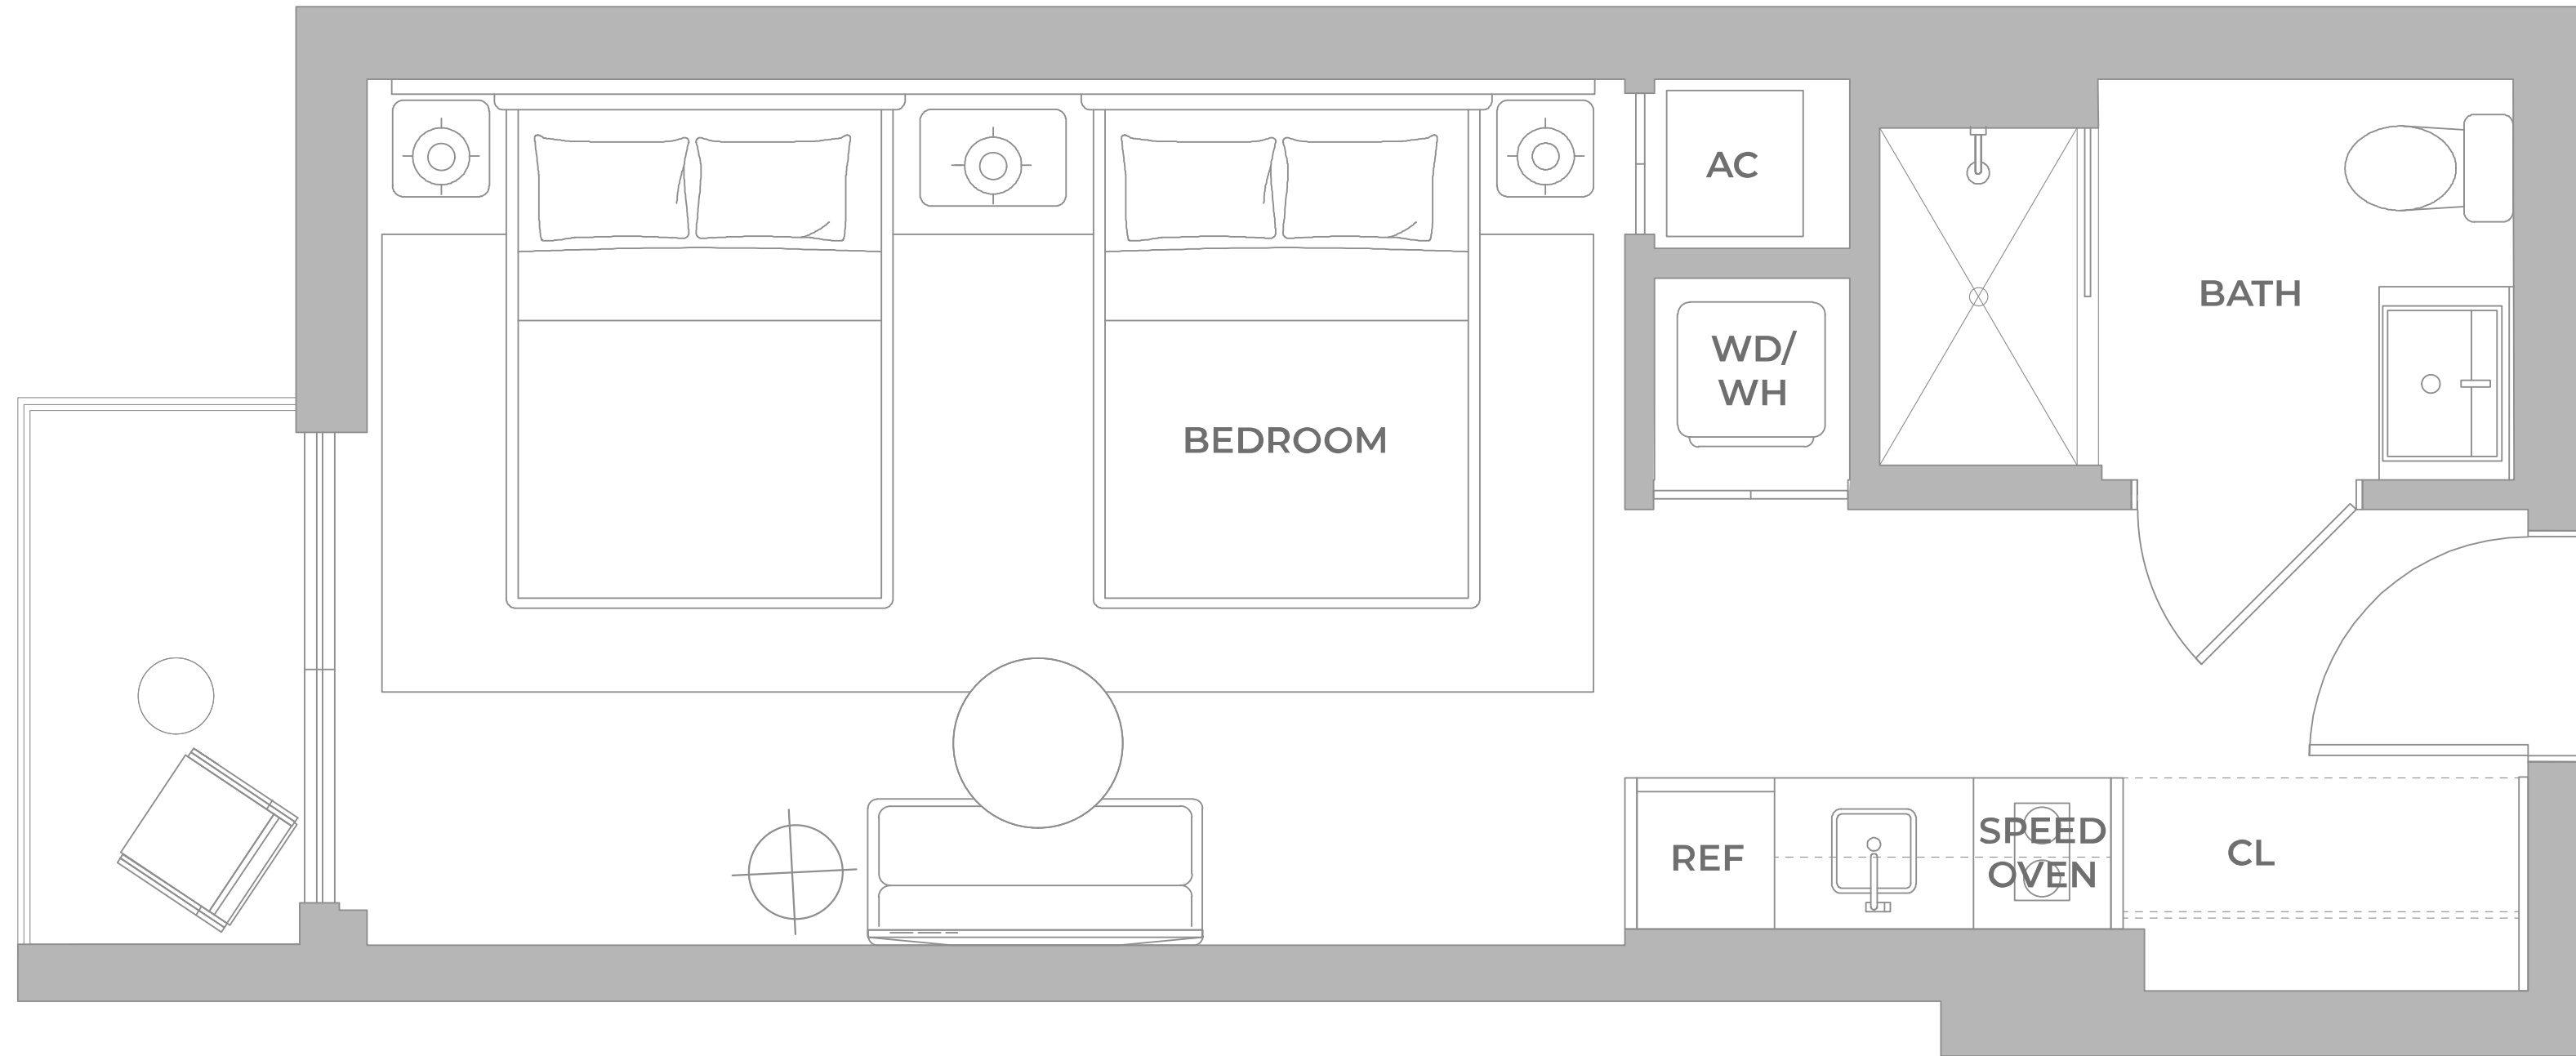 AC
BATH
WD/
WH
BEDROOM
REF
SPEED
OVEN
CL